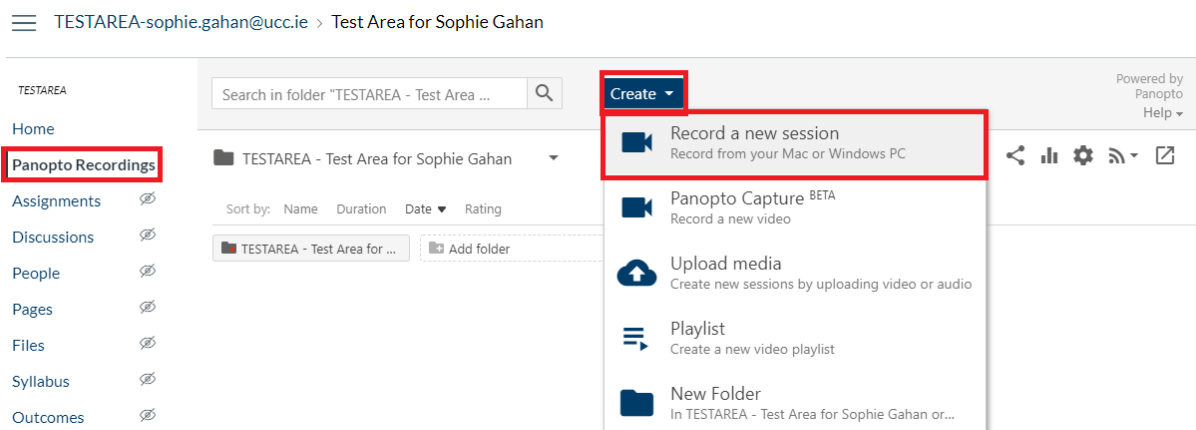 TESTAREA-sophie.gahan@ucc.ie > Test Area for Sophie Gahan
TESTAREA
Home
Panopto Recordings
Assignments
Discussions
People
Pages
Files
Syllabus
Outcomes
Search in folder "TESTAREA - Test Area ...
Create
Powered by
Panopto
Help
TESTAREA - Test Area for Sophie Gahan
Sort by: Name Duration Date Rating
TESTAREA - Test Area for ...
Add folder
Record a new session
Record from your Mac or Windows PC
Panopto Capture BETA
Record a new video
Upload media
Create new sessions by uploading video or audio
Playlist
Create a new video playlist
New Folder
In TESTAREA - Test Area for Sophie Gahan or...